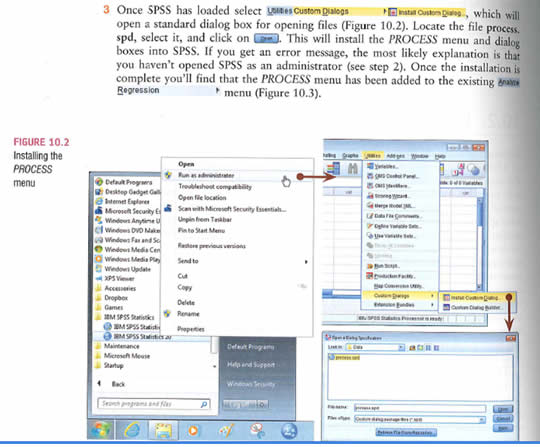 3 Once SPSS has loaded select Utilities Custom Dialogs Install Custom Dialog..., which will
open a standard dialog box for opening files (Figure 10.2). Locate the file process.
spd, select it, and click on Open. This will install the PROCESS menu and dialog
boxes into SPSS. If you get an error message, the most likely explanation is that
you haven't opened SPSS as an administrator (see step 2). Once the installation is
complete you'll find that the PROCESS menu has been added to the existing Analyze
Regression menu (Figure 10.3).
FIGURE 10.2
Installing the
PROCESS
menu
Default Programs
Desktop Gadget Gall
Internet Explorer
Microsoft Security E
Windows Anytime U
Windows DVD Make
Windows Fax and Sc
Windows Media Cen
Windows Media Play
Windows Update
XPS Viewer
Accessories
Dropbox
Games
IBM SPSS Statistics
IBM SPSS Statistic
IBM SPSS Statistics 20
Maintenance
Microsoft Mouse
Startup
Back
Search programs and files
Open
Run as administrator
Troubleshoot compatibility
Open file location
Scan with Microsoft Security Essentials...
Unpin from Taskbar
Pin to Start Menu
Restore previous versions
Send to
Cut
Copy
Delete
Rename
Properties
Default Programs
Help and Support
Windows Security
Graphs Utilities Add-ons Window Help
Variables...
OMS Control Panel...
OMS Identifiers...
Scoring Wizard...
Merge Model XML...
Data File Comments...
Define Variable Sets...
Use Variable Sets...
Run Script...
Production Facility...
Map Conversion Utility...
Custom Dialogs
Extension Bundles
Install Custom Dialog...
Custom Dialog Builder...
IBM SPSS Statistics Processor is ready
Open a Dialog Specification
Look in: Data
process.spd
File name: process.spd
Files of type: Custom dialog package files (*.spd)
Retrieve File From Repository...